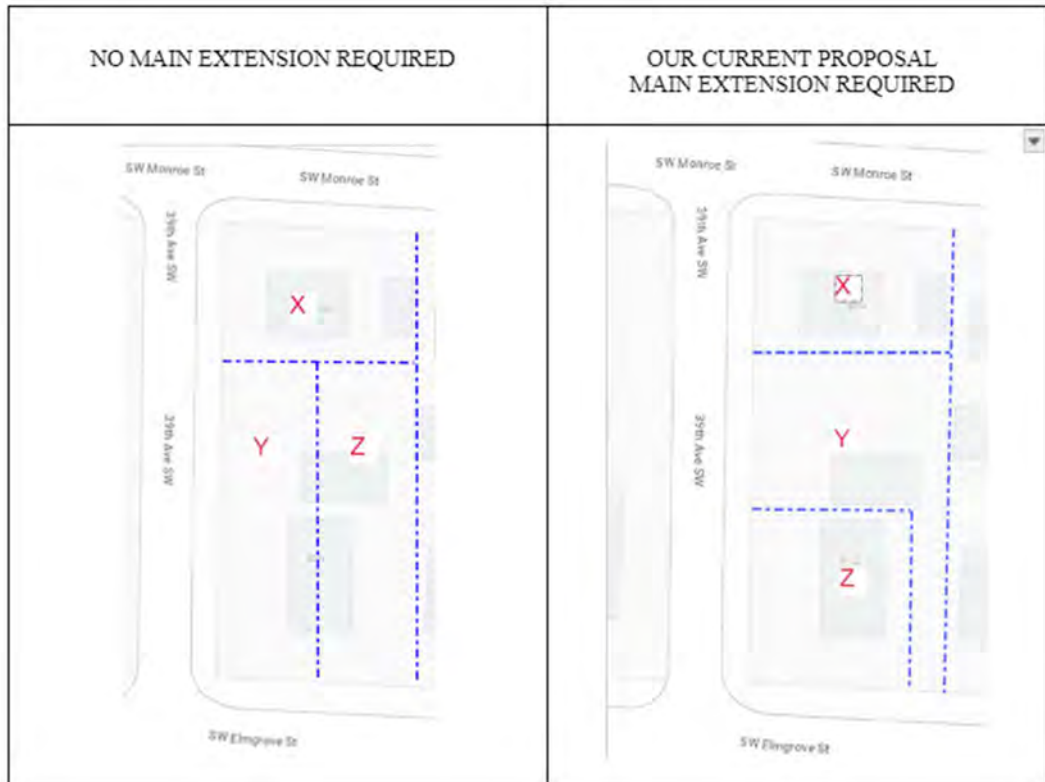 NO MAIN EXTENSION REQUIRED
OUR CURRENT PROPOSAL
MAIN EXTENSION REQUIRED
SW Monroe St
SW Monroe St
39th Ave SW
X
Y
Z
39th Ave SW
SW Elmgrove St
SW Monroe St
SW Monroe St
39th Ave SW
X
39th Ave SW
Y
Z
SW Elmgrove St